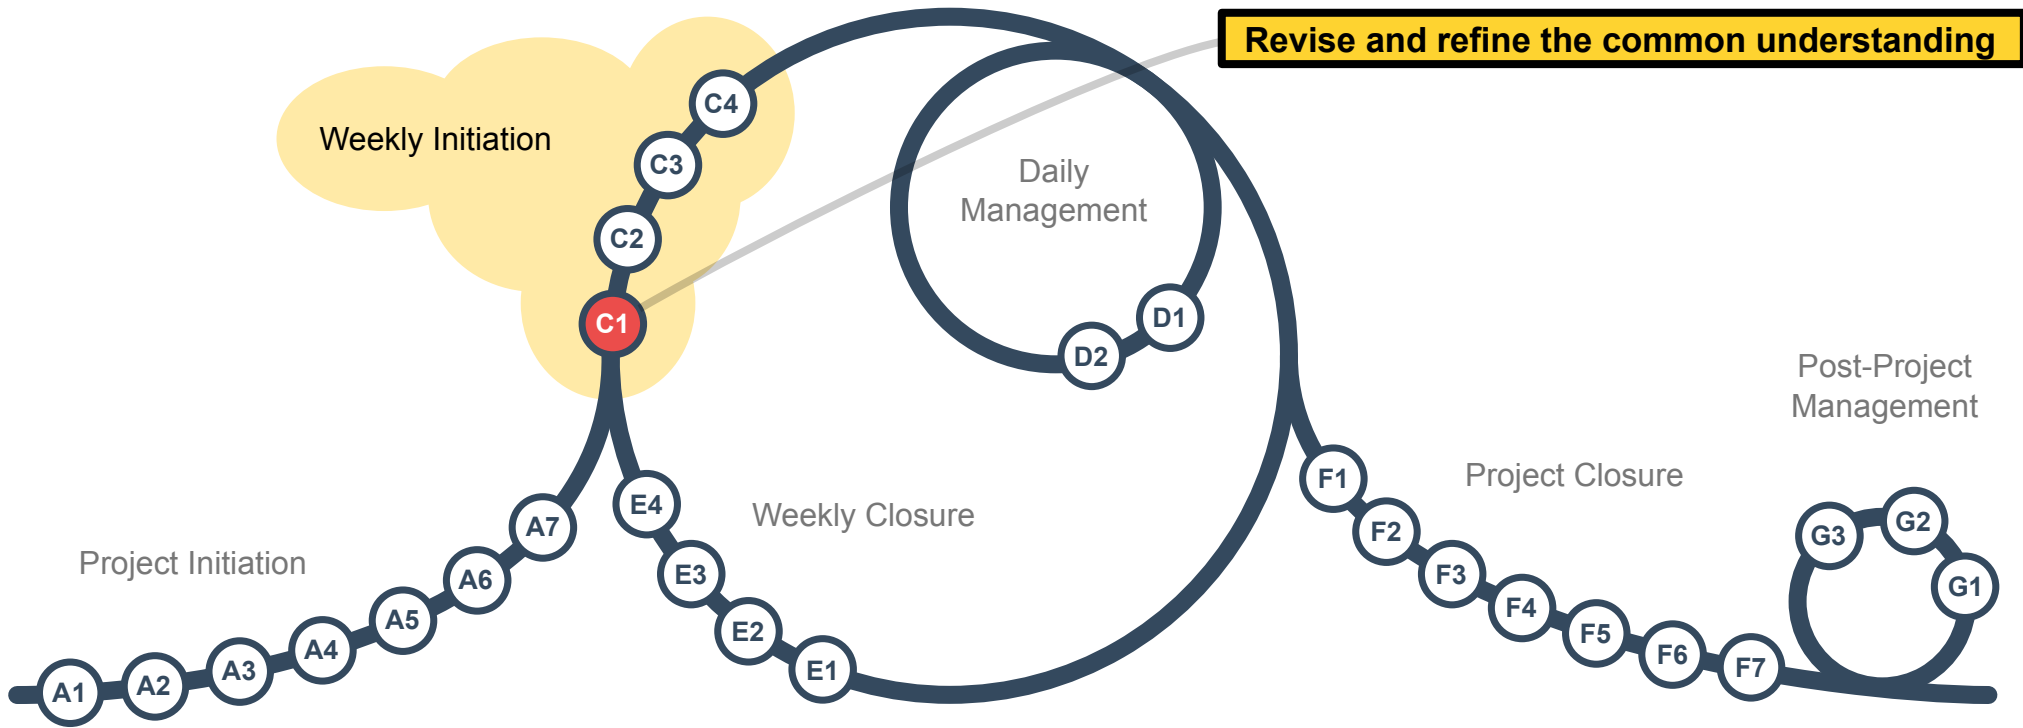 Revise and refine the common understanding
Weekly Initiation
C4
C3
C2
C1
Daily
Management
D1
D2
Post-Project
Management
Project Initiation
A1
A2
A3
A4
A5
A6
A7
Weekly Closure
E4
E3
E2
E1
Project Closure
F1
F2
F3
F4
F5
F6
F7
G3
G2
G1